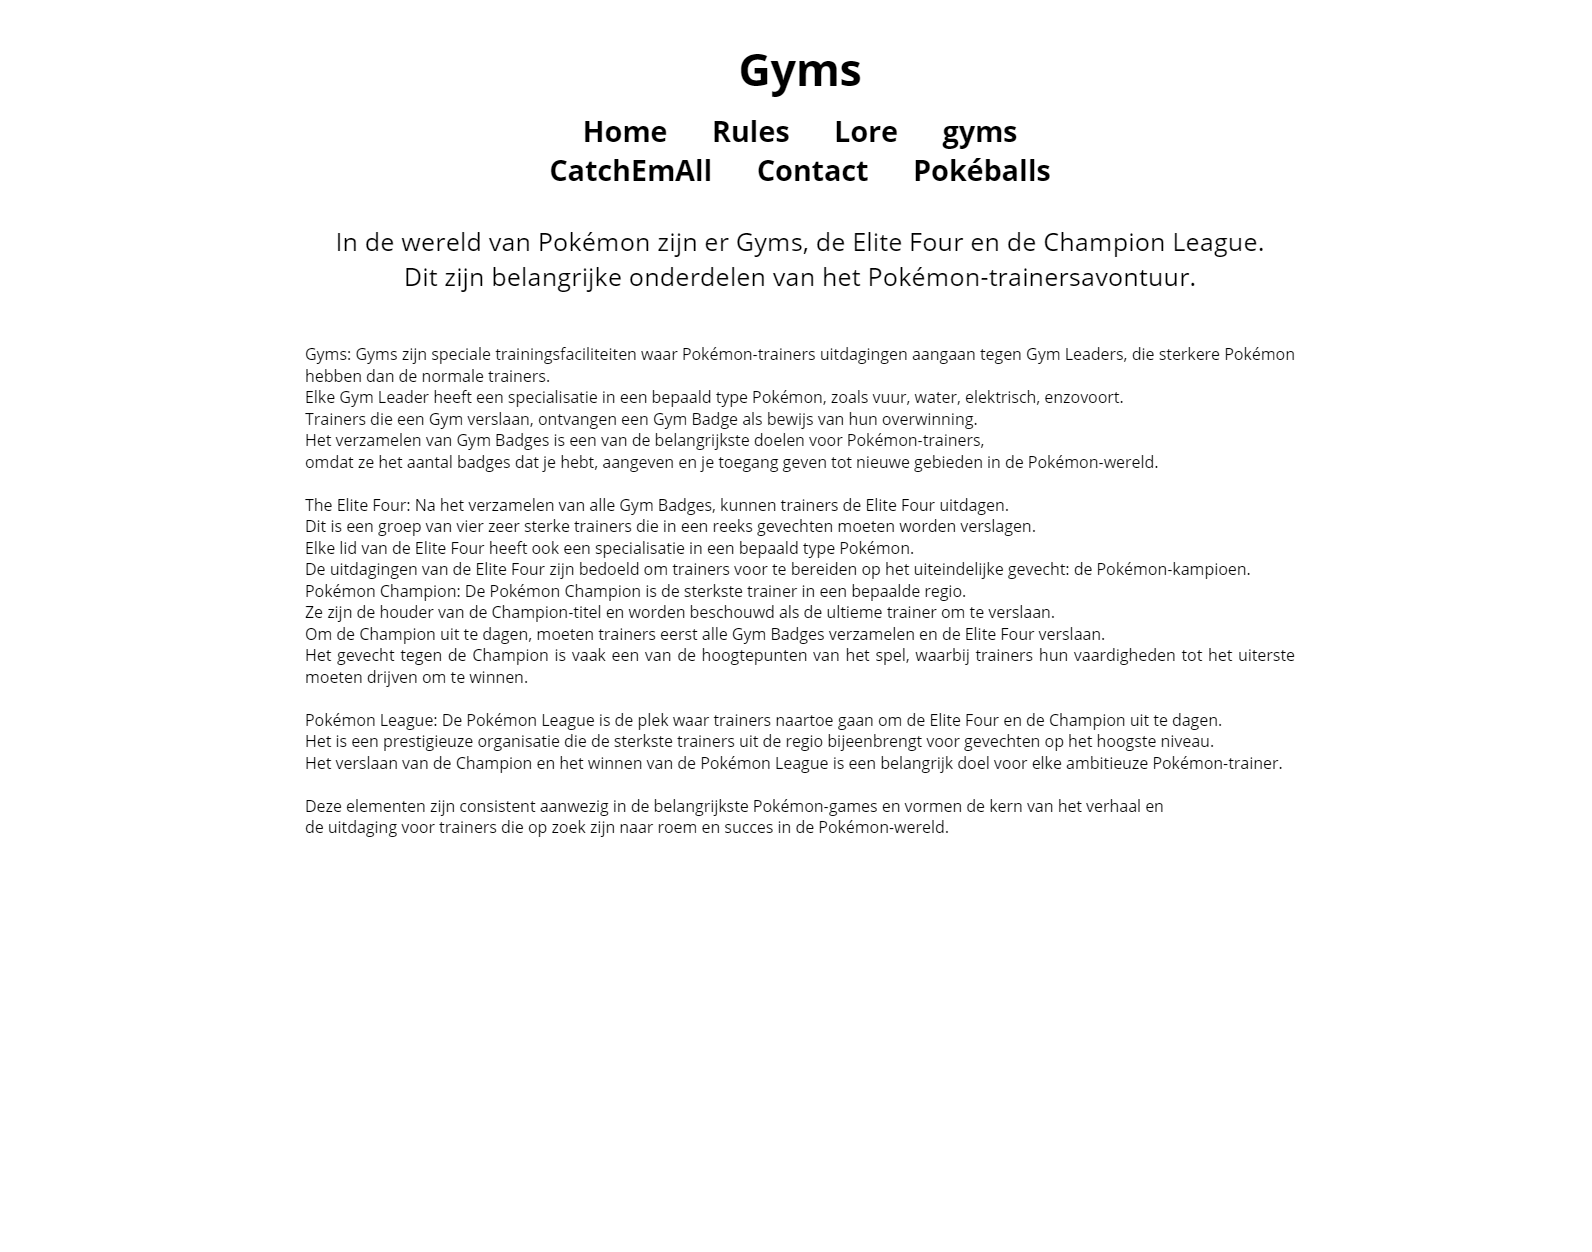 Gyms
Home Rules Lore gyms
CatchEmAll Contact Pokéballs
In de wereld van Pokémon zijn er Gyms, de Elite Four en de Champion League.
Dit zijn belangrijke onderdelen van het Pokémon-trainersavontuur.
Gyms: Gyms zijn speciale trainingsfaciliteiten waar Pokémon-trainers uitdagingen aangaan tegen Gym Leaders, die sterkere Pokémon
hebben dan de normale trainers.
Elke Gym Leader heeft een specialisatie in een bepaald type Pokémon, zoals vuur, water, elektrisch, enzovoort.
Trainers die een Gym verslaan, ontvangen een Gym Badge als bewijs van hun overwinning.
Het verzamelen van Gym Badges is een van de belangrijkste doelen voor Pokémon-trainers,
omdat ze het aantal badges dat je hebt, aangeven en je toegang geven tot nieuwe gebieden in de Pokémon-wereld.
The Elite Four: Na het verzamelen van alle Gym Badges, kunnen trainers de Elite Four uitdagen.
Dit is een groep van vier zeer sterke trainers die in een reeks gevechten moeten worden verslagen.
Elke lid van de Elite Four heeft ook een specialisatie in een bepaald type Pokémon.
De uitdagingen van de Elite Four zijn bedoeld om trainers voor te bereiden op het uiteindelijke gevecht: de Pokémon-kampioen.
Pokémon Champion: De Pokémon Champion is de sterkste trainer in een bepaalde regio.
Ze zijn de houder van de Champion-titel en worden beschouwd als de ultieme trainer om te verslaan.
Om de Champion uit te dagen, moeten trainers eerst alle Gym Badges verzamelen en de Elite Four verslaan.
Het gevecht tegen de Champion is vaak een van de hoogtepunten van het spel, waarbij trainers hun vaardigheden tot het uiterste
moeten drijven om te winnen.
Pokémon League: De Pokémon League is de plek waar trainers naartoe gaan om de Elite Four en de Champion uit te dagen.
Het is een prestigieuze organisatie die de sterkste trainers uit de regio bijeenbrengt voor gevechten op het hoogste niveau.
Het verslaan van de Champion en het winnen van de Pokémon League is een belangrijk doel voor elke ambitieuze Pokémon-trainer.
Deze elementen zijn consistent aanwezig in de belangrijkste Pokémon-games en vormen de kern van het verhaal en
de uitdaging voor trainers die op zoek zijn naar roem en succes in de Pokémon-wereld.